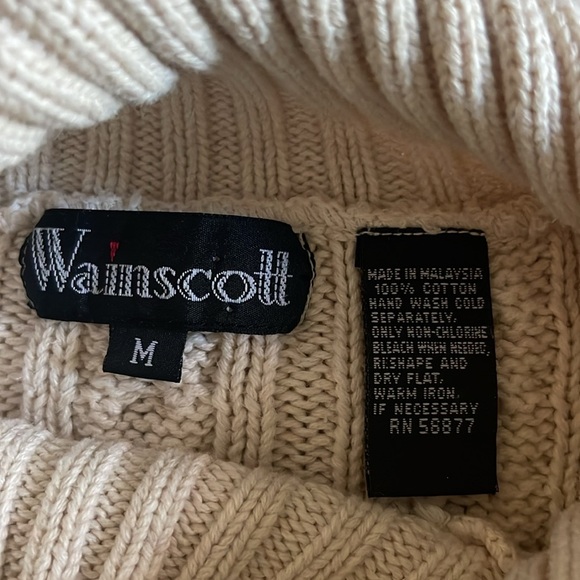 Wainscott
M
MADE IN MALAYSIA
100% COTTON
HAND WASH COLD
SEPARATELY.
ONLY NON-CHLORINE
BLEACH WHEN NEEDED,
RESHAPE AND
DRY FLAT,
WARM IRON,
IF NECESSARY
RN 56877